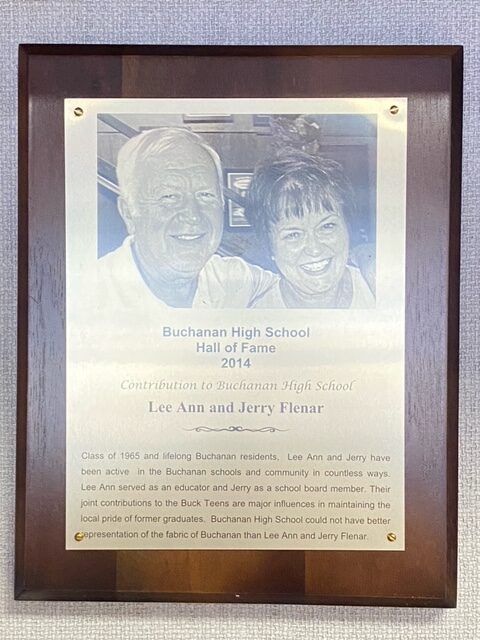 Buchanan High School
Hall of Fame
2014
Contribution to Buchanan High School
Lee Ann and Jerry Flenar
Class of 1965 and lifelong Buchanan residents, Lee Ann and Jerry have
been active in the Buchanan schools and community in countless ways.
Lee Ann served as an educator and Jerry as a school board member. Their
joint contributions to the Buck Teens are major influences in maintaining the
local pride of former graduates. Buchanan High School could not have better
representation of the fabric of Buchanan than Lee Ann and Jerry Flenar.